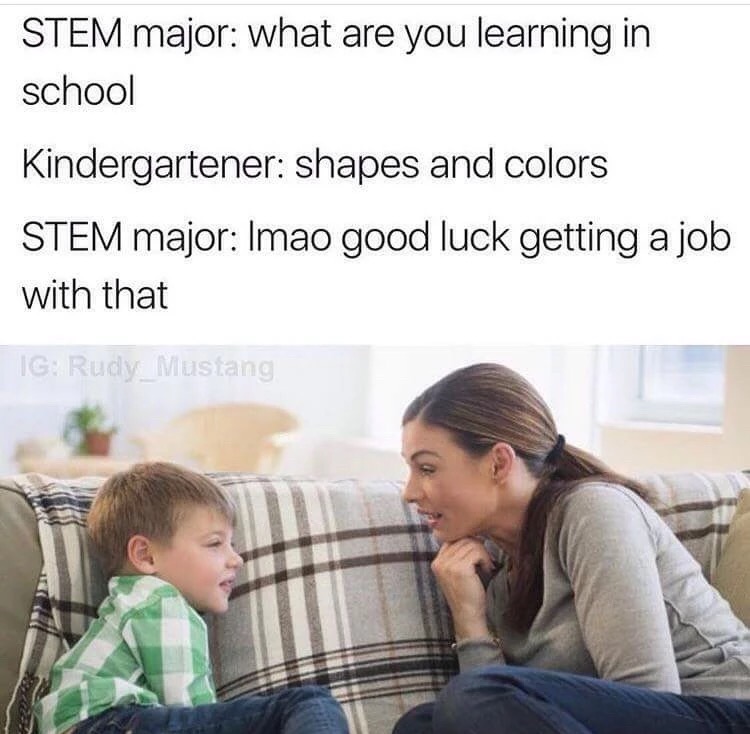 STEM major: what are you learning in
school
Kindergartener: shapes and colors
STEM major: lmao good luck getting a job
with that
IG: Rudy_Mustang